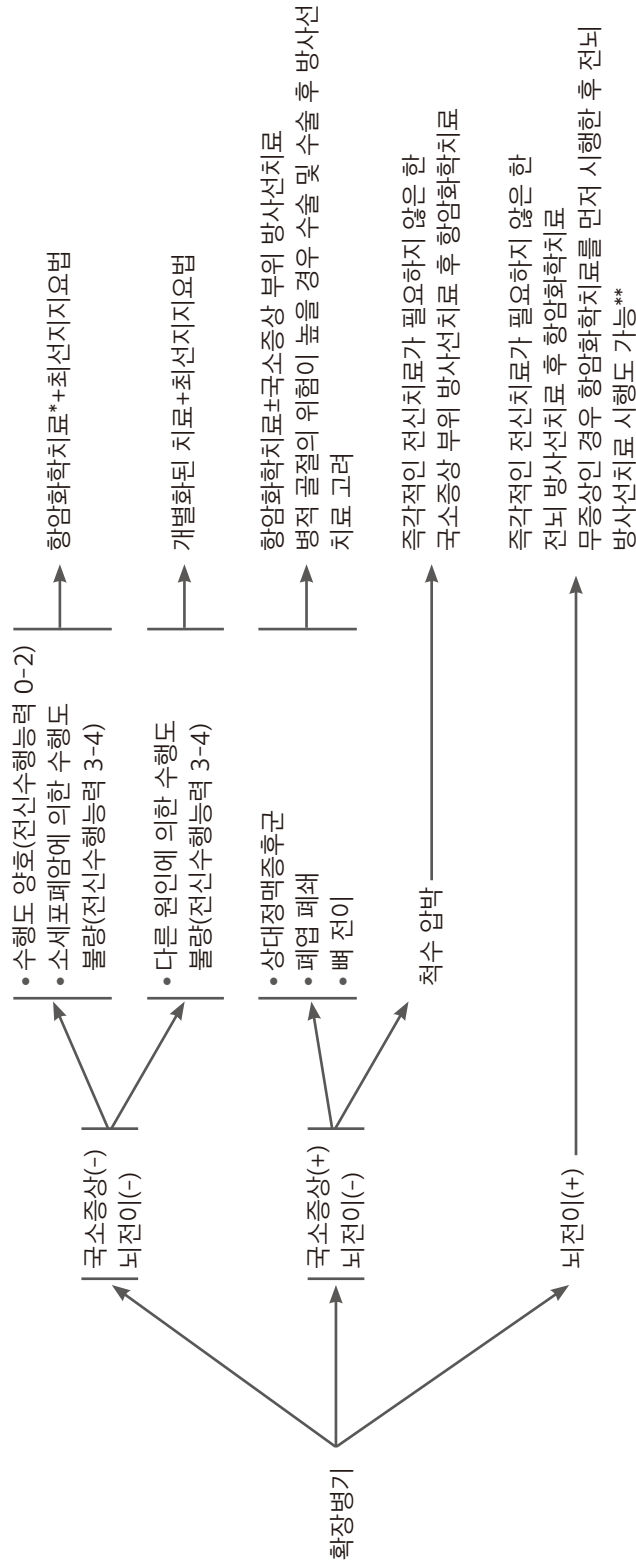 확장병기
국소증상(-)
뇌전이(-)
• 수행도 양호(전신수행능력 0-2)
• 소세포폐암에 의한 수행도
불량(전신수행능력 3-4)
항암화학치료*+최선지지요법
• 다른 원인에 의한 수행도
불량(전신수행능력 3-4)
개별화된 치료+최선지지요법
국소증상(+)
뇌전이(-)
• 상대정맥증후군
• 폐엽 폐쇄
• 뼈 전이
항암화학치료±국소증상 부위 방사선치료
병적 골절의 위험이 높을 경우 수술 및 수술 후 방사선
치료 고려
척수 압박
즉각적인 전신치료가 필요하지 않은 한
국소증상 부위 방사선치료 후 항암화학치료
뇌전이(+)
즉각적인 전신치료가 필요하지 않은 한
전뇌 방사선치료 후 항암화학치료
무증상인 경우 항암화학치료를 먼저 시행한 후 전뇌
방사선치료 시행도 가능**